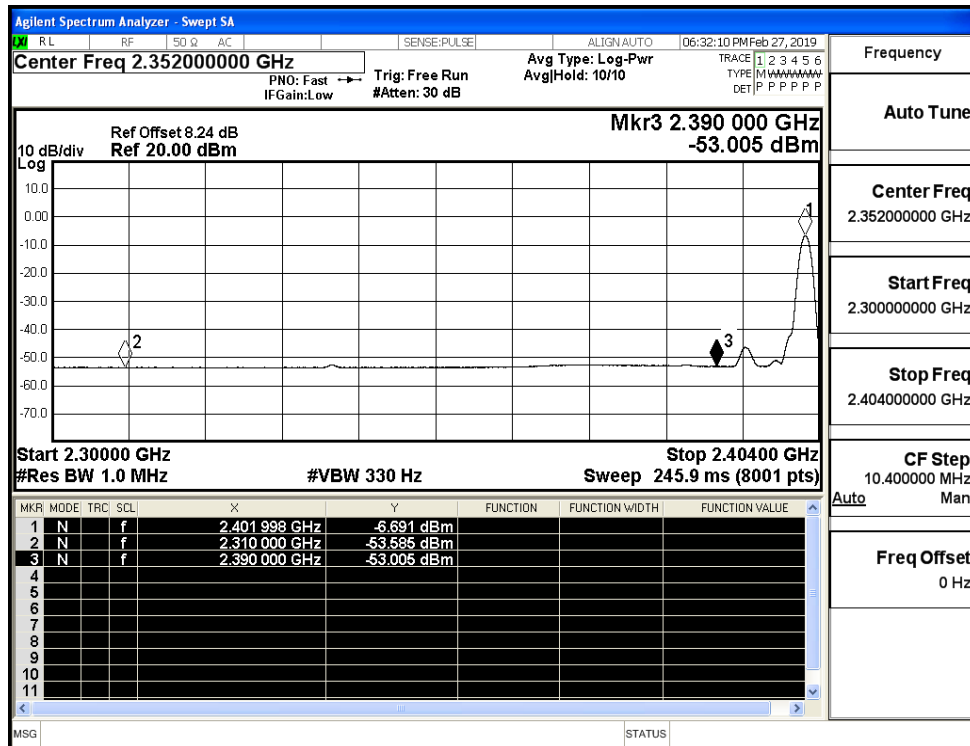 Agilent Spectrum Analyzer - Swept SA
LXI RL RF 50 Ω AC SENSE:PULSE ALIGN AUTO 06:32:10 PM Feb 27, 2019
Center Freq 2.352000000 GHz
PNO: Fast
IFGain:Low
Trig: Free Run
#Atten: 30 dB
Avg Type: Log-Pwr
Avg|Hold: 10/10
TRACE 1 2 3 4 5 6
TYPE M WWWWW
DET P P P P P P
Mkr3 2.390 000 GHz
-53.005 dBm
Ref Offset 8.24 dB
10 dB/div Ref 20.00 dBm
Log
10.0
0.00
-10.0
-20.0
-30.0
-40.0
-50.0
-60.0
-70.0
1
2
3
Start 2.30000 GHz Stop 2.40400 GHz
#Res BW 1.0 MHz #VBW 330 Hz Sweep 245.9 ms (8001 pts)
MKR MODE TRC SCL X Y FUNCTION FUNCTION WIDTH FUNCTION VALUE
1 N f 2.401 998 GHz -6.691 dBm
2 N f 2.310 000 GHz -53.585 dBm
3 N f 2.390 000 GHz -53.005 dBm
4
5
6
7
8
9
10
11
MSG STATUS
Frequency
Auto Tune
Center Freq
2.352000000 GHz
Start Freq
2.300000000 GHz
Stop Freq
2.404000000 GHz
CF Step
10.400000 MHz
Auto Man
Freq Offset
0 Hz